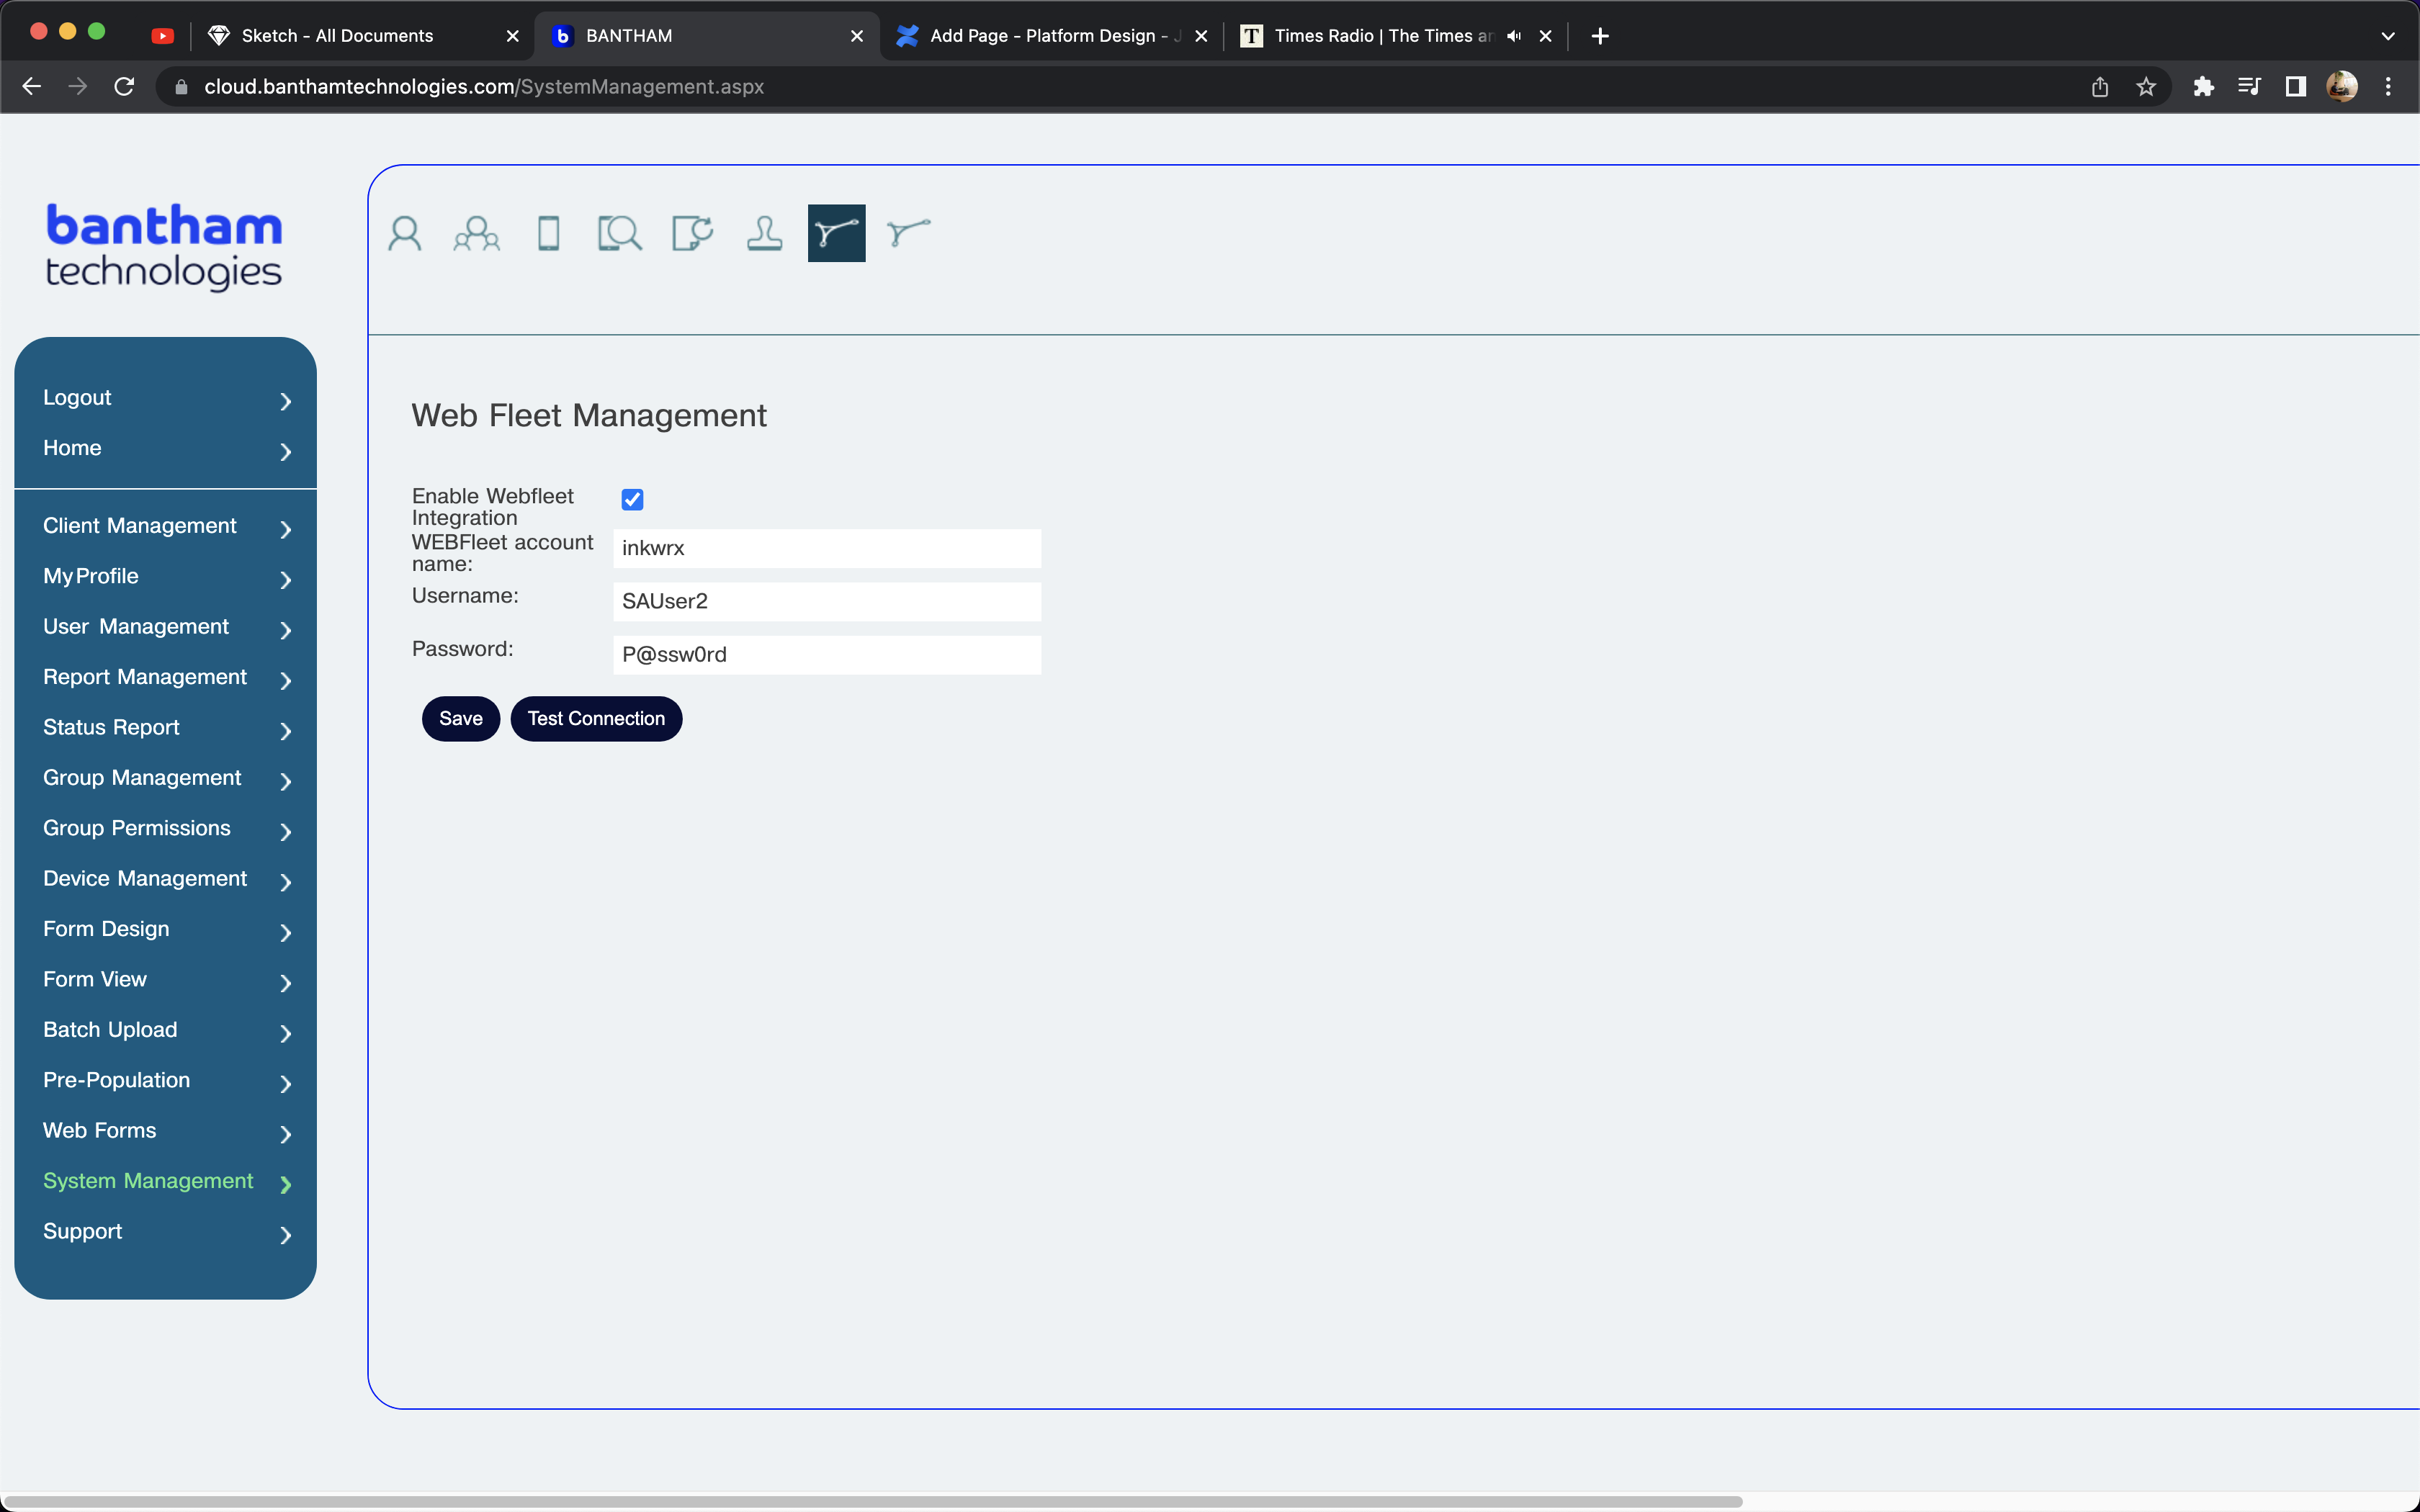 Sketch - All Documents
BANTHAM
Add Page - Platform Design -
Times Radio | The Times
cloud.banthamtechnologies.com/SystemManagement.aspx
bantham
technologies
Logout
Home
Client Management
My Profile
User Management
Report Management
Status Report
Group Management
Group Permissions
Device Management
Form Design
Form View
Batch Upload
Pre-Population
Web Forms
System Management
Support
Web Fleet Management
Enable Webfleet
Integration
WEBFleet account
name:
inkwrx
Username:
SAUser2
Password:
P@ssw0rd
Save
Test Connection